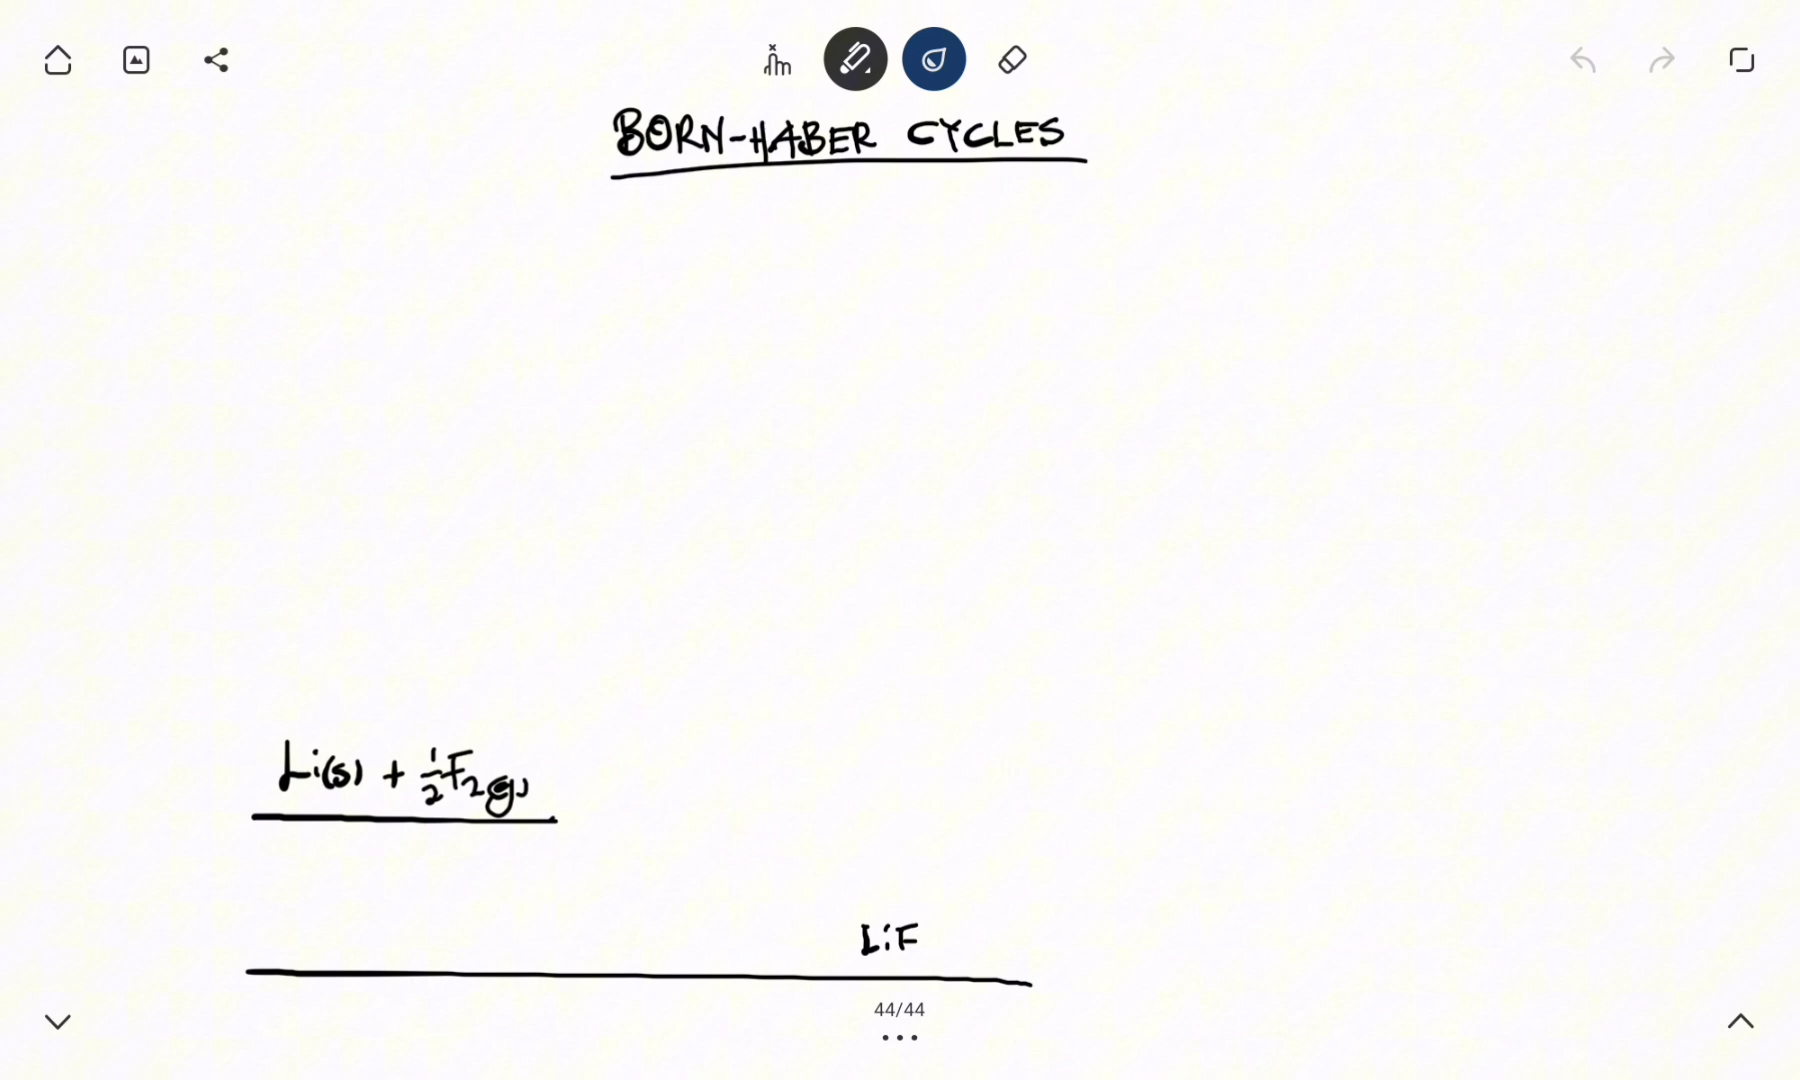 BORN-HABER CYCLES
Li(s) + ½F₂(g)
LiF
44/44